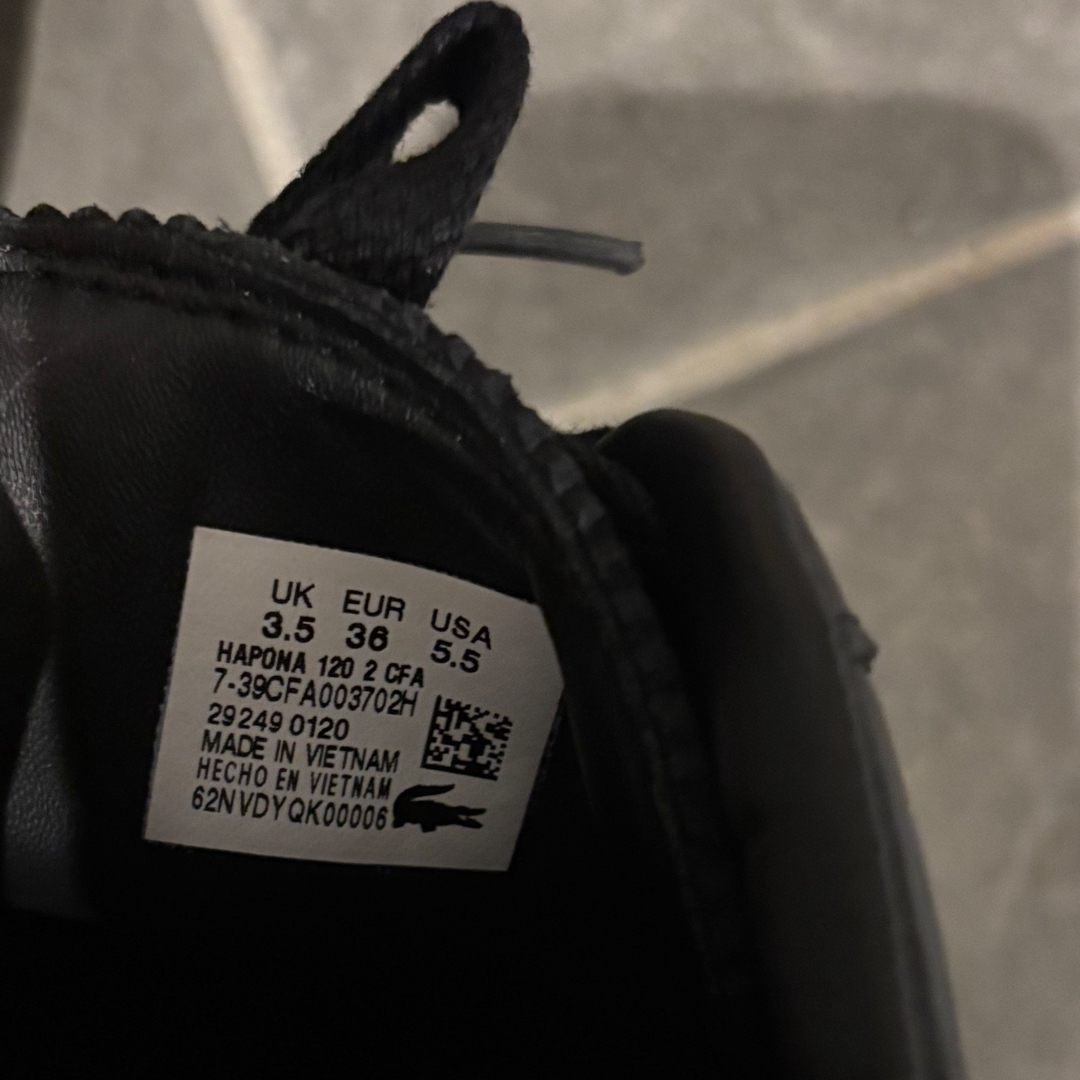 UK EUR USA
3.5 36 5.5
HAPONA 120 2 CFA
7-39CFA003702H
29249 0120
MADE IN VIETNAM
HECHO EN VIETNAM
62NVDYQK00006